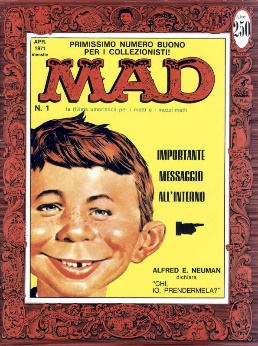 APR.
1971
mensile
PRIMISSIMO NUMERO BUONO
PER I COLLEZIONISTI!
250
MAD
N. 1
la rivista umoristica per i matti e i mezzi matti
IMPORTANTE
MESSAGGIO
ALL'INTERNO
ALFRED E. NEUMAN
dichiara
"CHI,
IO, PRENDERMELA?"